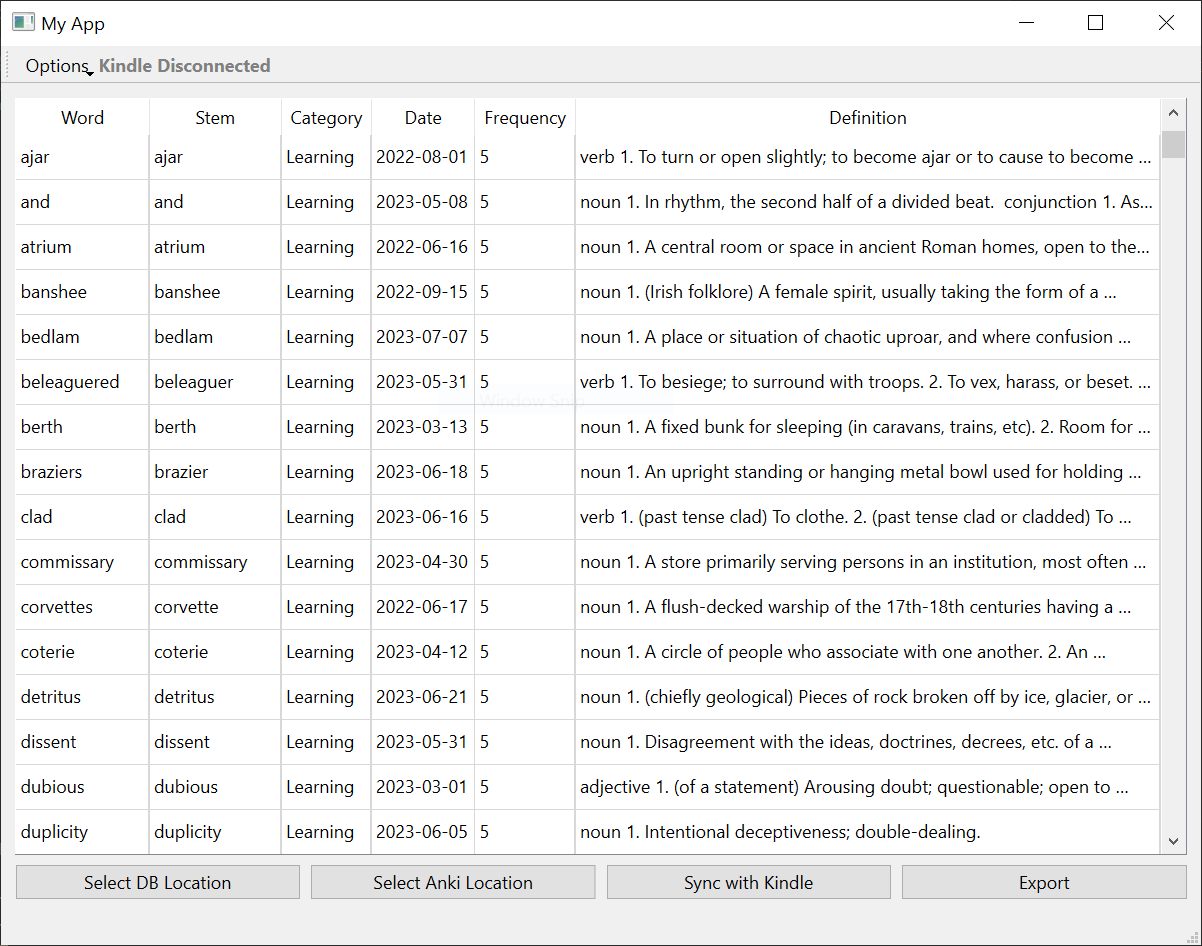 My App
Options Kindle Disconnected
Word Stem Category Date Frequency Definition
ajar ajar Learning 2022-08-01 5 verb 1. To turn or open slightly; to become ajar or to cause to become ...
and and Learning 2023-05-08 5 noun 1. In rhythm, the second half of a divided beat.  conjunction 1. As...
atrium atrium Learning 2022-06-16 5 noun 1. A central room or space in ancient Roman homes, open to the...
banshee banshee Learning 2022-09-15 5 noun 1. (Irish folklore) A female spirit, usually taking the form of a ...
bedlam bedlam Learning 2023-07-07 5 noun 1. A place or situation of chaotic uproar, and where confusion ...
beleaguered beleaguer Learning 2023-05-31 5 verb 1. To besiege; to surround with troops. 2. To vex, harass, or beset. ...
Window Snip
berth berth Learning 2023-03-13 5 noun 1. A fixed bunk for sleeping (in caravans, trains, etc). 2. Room for ...
braziers brazier Learning 2023-06-18 5 noun 1. An upright standing or hanging metal bowl used for holding ...
clad clad Learning 2023-06-16 5 verb 1. (past tense clad) To clothe. 2. (past tense clad or cladded) To ...
commissary commissary Learning 2023-04-30 5 noun 1. A store primarily serving persons in an institution, most often ...
corvettes corvette Learning 2022-06-17 5 noun 1. A flush-decked warship of the 17th-18th centuries having a ...
coterie coterie Learning 2023-04-12 5 noun 1. A circle of people who associate with one another. 2. An ...
detritus detritus Learning 2023-06-21 5 noun 1. (chiefly geological) Pieces of rock broken off by ice, glacier, or ...
dissent dissent Learning 2023-05-31 5 noun 1. Disagreement with the ideas, doctrines, decrees, etc. of a ...
dubious dubious Learning 2023-03-01 5 adjective 1. (of a statement) Arousing doubt; questionable; open to ...
duplicity duplicity Learning 2023-06-05 5 noun 1. Intentional deceptiveness; double-dealing.
Select DB Location Select Anki Location Sync with Kindle Export